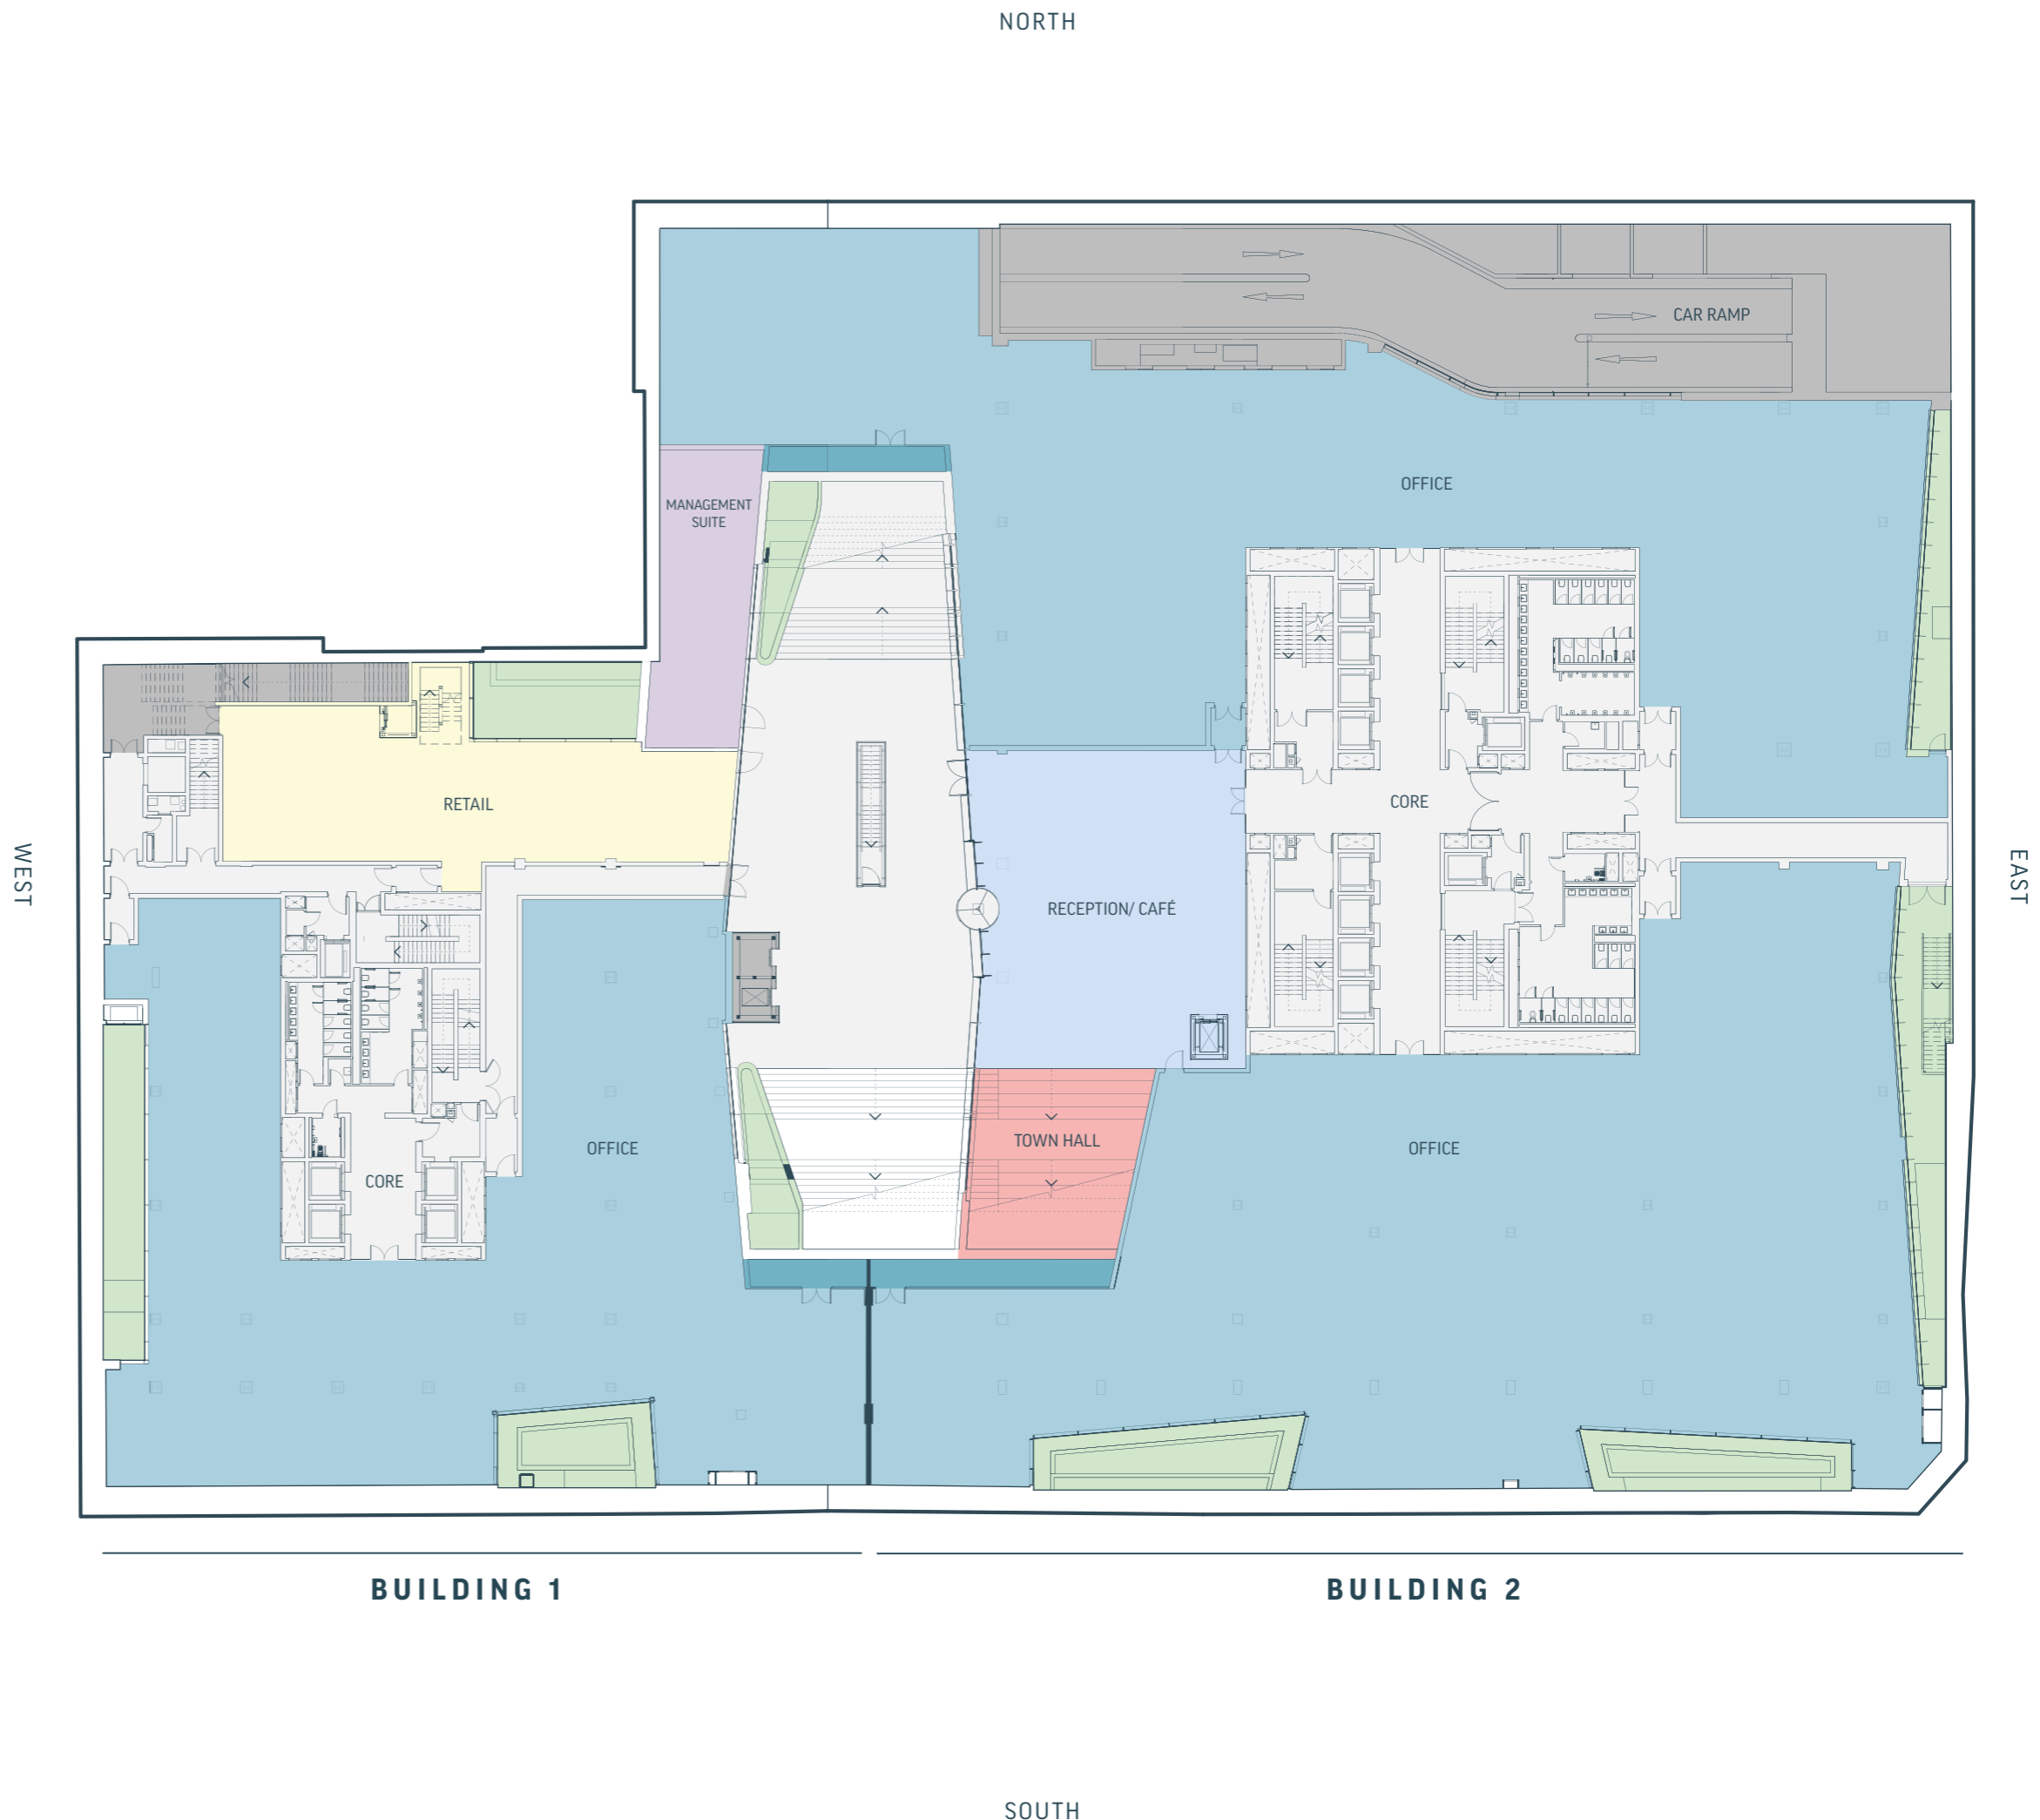 NORTH
CAR RAMP
OFFICE
MANAGEMENT
SUITE
RETAIL
CORE
WEST
EAST
RECEPTION/ CAFÉ
TOWN HALL
OFFICE
OFFICE
CORE
BUILDING 1
BUILDING 2
SOUTH